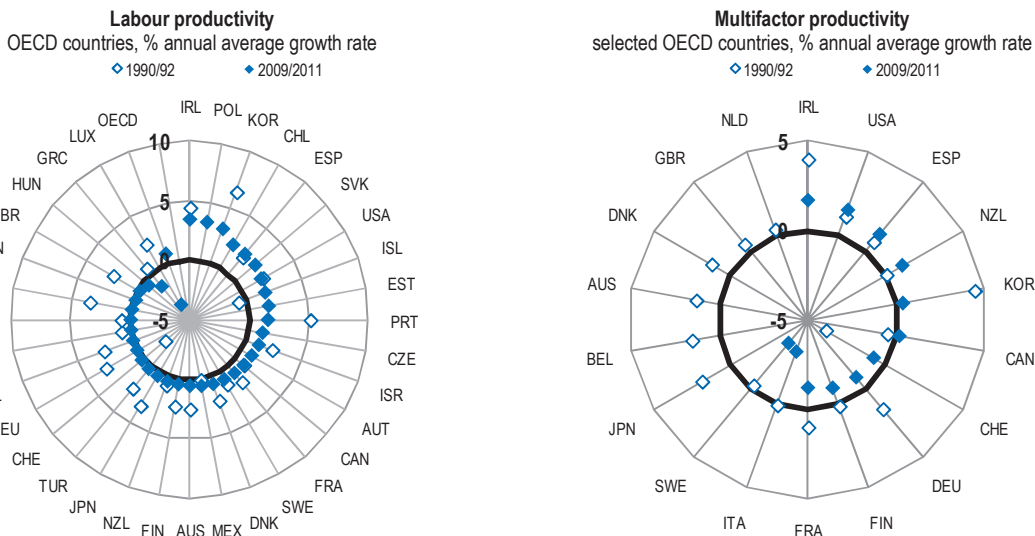 Labour productivity
OECD countries, % annual average growth rate
1990/92 2009/2011
IRL
POL
KOR
CHL
ESP
SVK
USA
ISL
EST
PRT
CZE
ISR
AUT
CAN
FRA
SWE
DNK
MEX
AUS
FIN
NZL
JPN
TUR
CHE
EU
BR
HUN
GRC
LUX
OECD
10
5
0
-5
Multifactor productivity
selected OECD countries, % annual average growth rate
1990/92 2009/2011
IRL
USA
ESP
NZL
KOR
CAN
CHE
DEU
FIN
FRA
ITA
SWE
JPN
BEL
AUS
DNK
GBR
NLD
5
0
-5